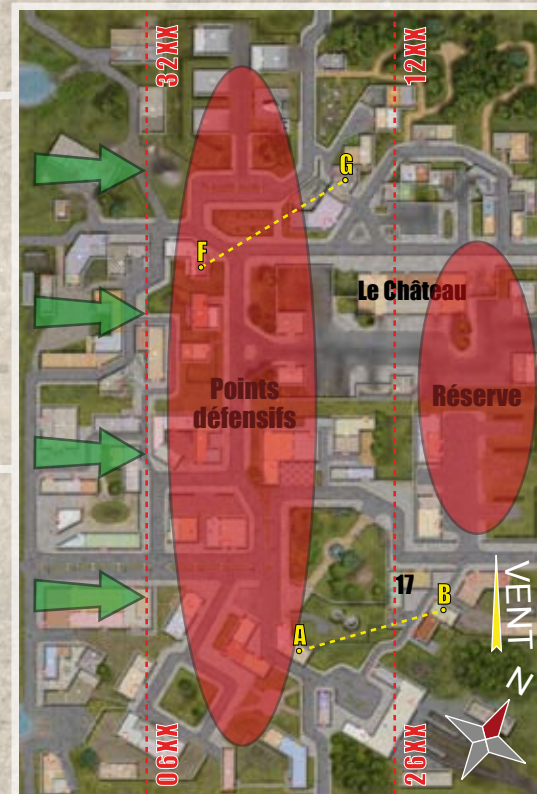 32XX
12XX
G
F
Le Château
Points
défensifs
Réserve
17
B
A
VENT
N
06XX
26XX